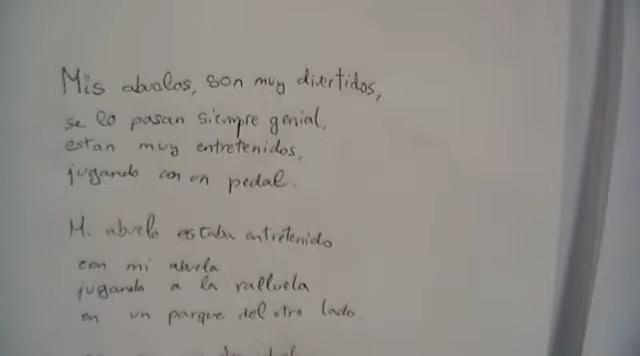 Mis abuelos, son muy divertidos,
se lo pasan siempre genial,
estan muy entretenidos,
jugando con un pedal.
Mi abuelo estaba entretenido
con mi abuela
jugando a la ralluela
en un parque del otro lado